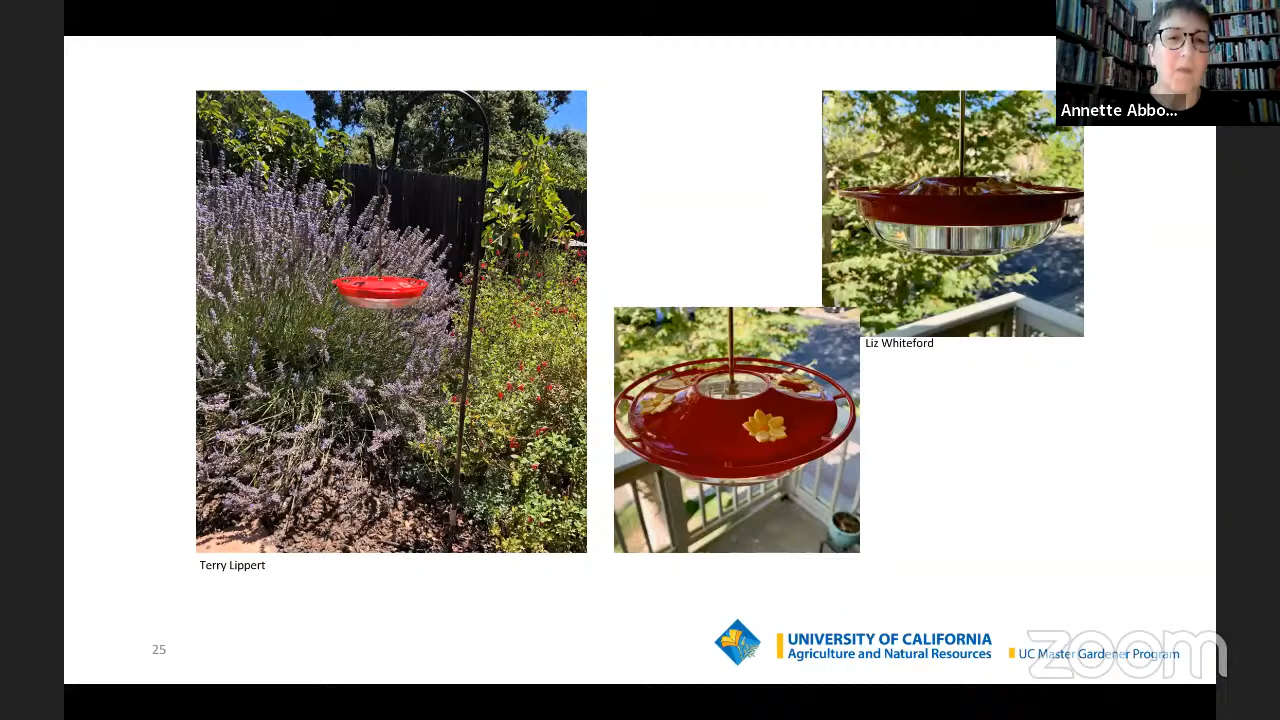 Annette Abbo...
Liz Whiteford
Terry Lippert
25
UNIVERSITY OF CALIFORNIA
Agriculture and Natural Resources
UC Master Gardener Program
zoom